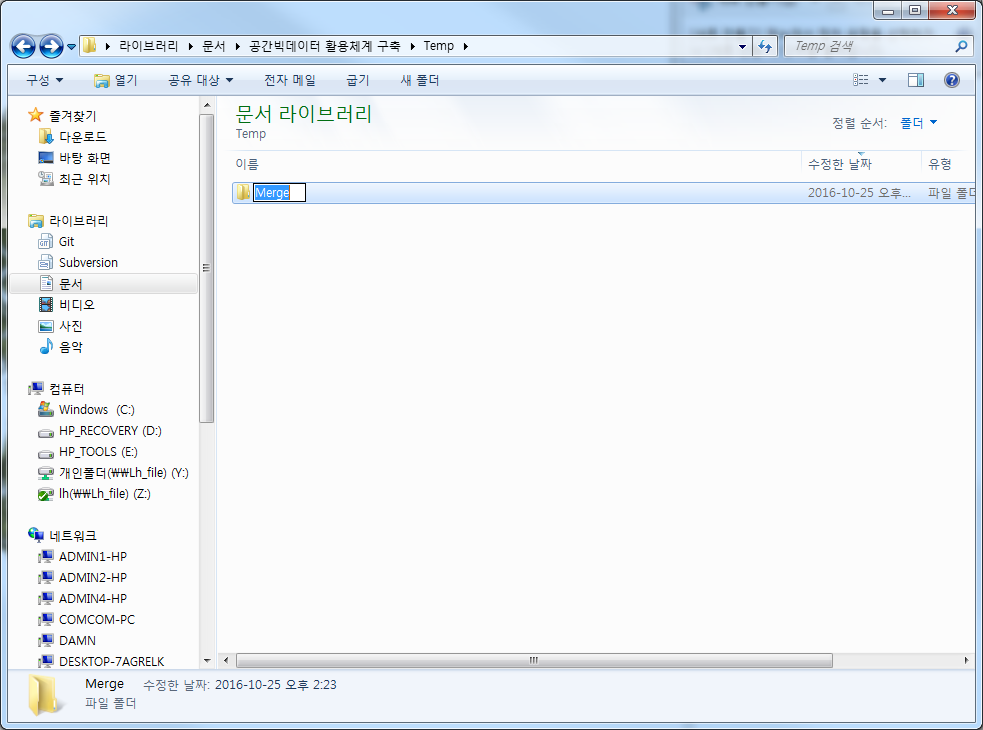 라이브러리 ▸ 문서 ▸ 공간빅데이터 활용체계 구축 ▸ Temp ▸
Temp 검색
구성 열기 공유 대상 전자 메일 굽기 새 폴더
즐겨찾기
다운로드
바탕 화면
최근 위치
라이브러리
Git
Subversion
문서
비디오
사진
음악
컴퓨터
Windows (C:)
HP_RECOVERY (D:)
HP_TOOLS (E:)
개인폴더(₩₩Lh_file) (Y:)
lh(₩₩Lh_file) (Z:)
네트워크
ADMIN1-HP
ADMIN2-HP
ADMIN4-HP
COMCOM-PC
DAMN
DESKTOP-7AGRELK
문서 라이브러리
Temp
정렬 순서: 폴더
이름 수정한 날짜 유형
Merge 2016-10-25 오후... 파일 폴더
Merge 수정한 날짜: 2016-10-25 오후 2:23
파일 폴더